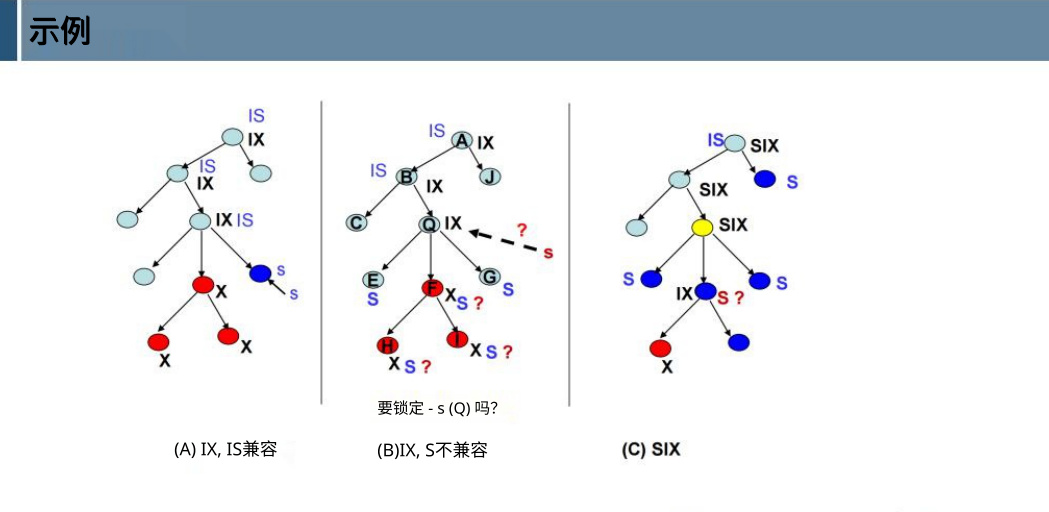 示例
IS
IX
IS
IX
IX IS
S
S
X
X
X
IS A IX
IS B IX
J
C
Q IX
?
s
E
S
F X S ?
G S
H
X S ?
I
X S ?
要锁定 - s (Q) 吗?
IS SIX
S
SIX
SIX
S
S
IX S ?
X
(A) IX, IS兼容
(B)IX, S不兼容
(C) SIX